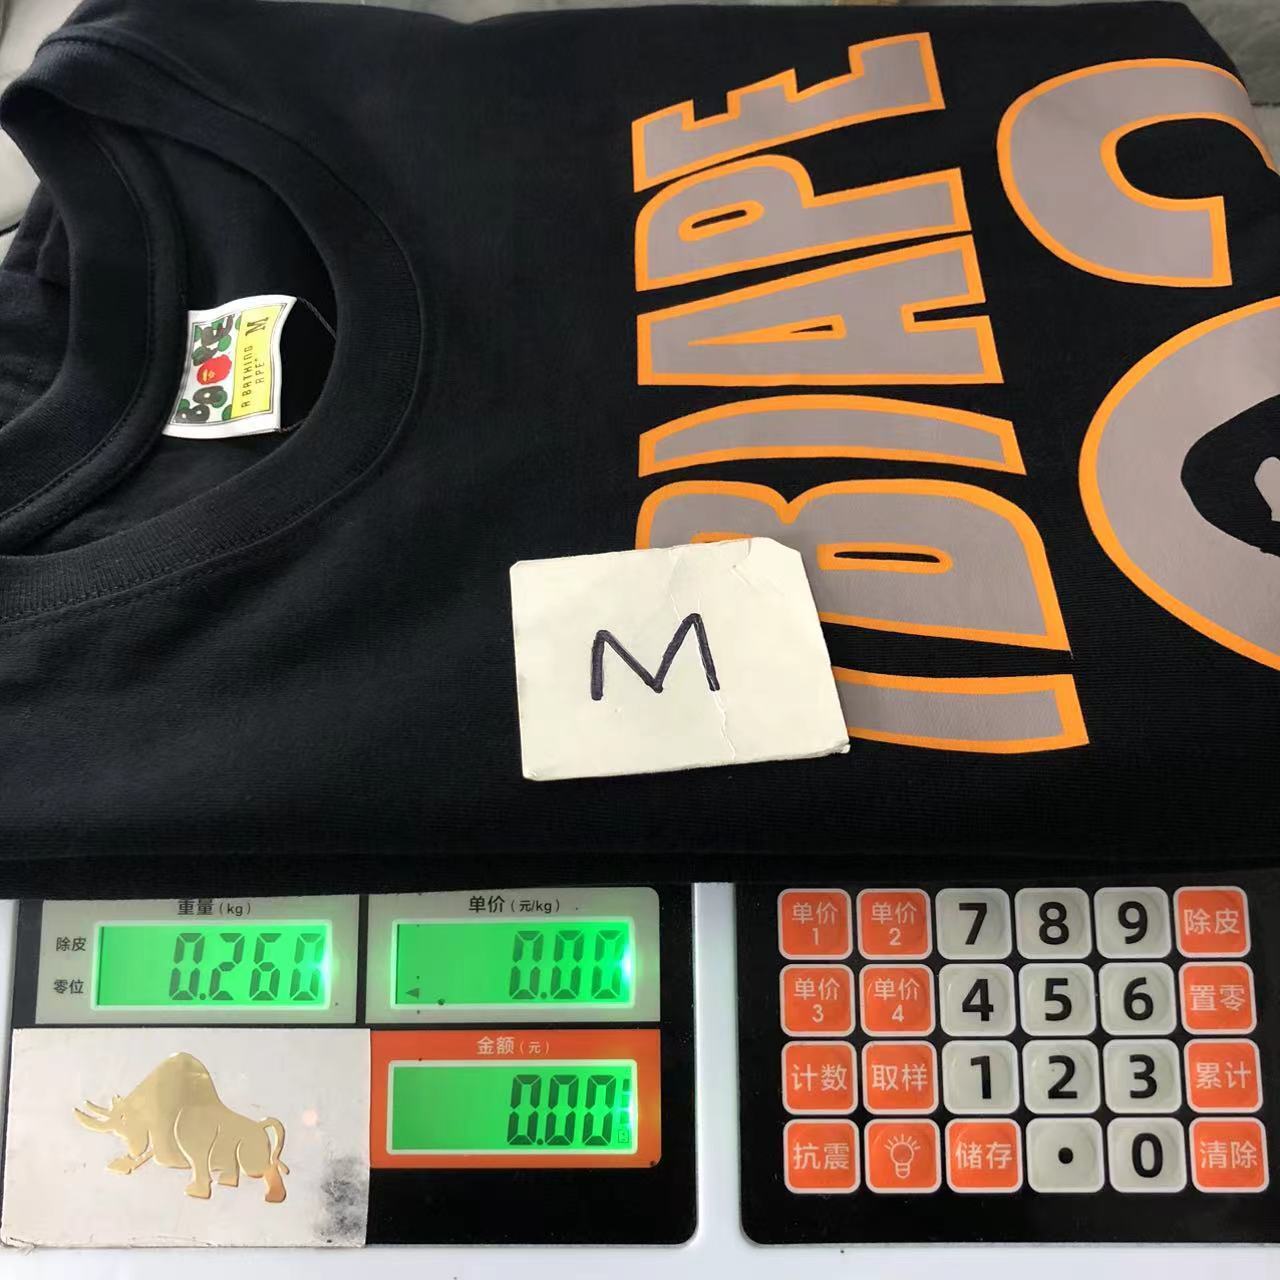 BAPE
M
A BATHING
APE
BAPE
M
重量(kg)
单价(元/kg)
除皮
零位
0.260
0.00
金额(元)
0.00
单价1
单价2
7
8
9
除皮
单价3
单价4
4
5
6
置零
计数
取样
1
2
3
累计
抗震
储存
.
0
清除